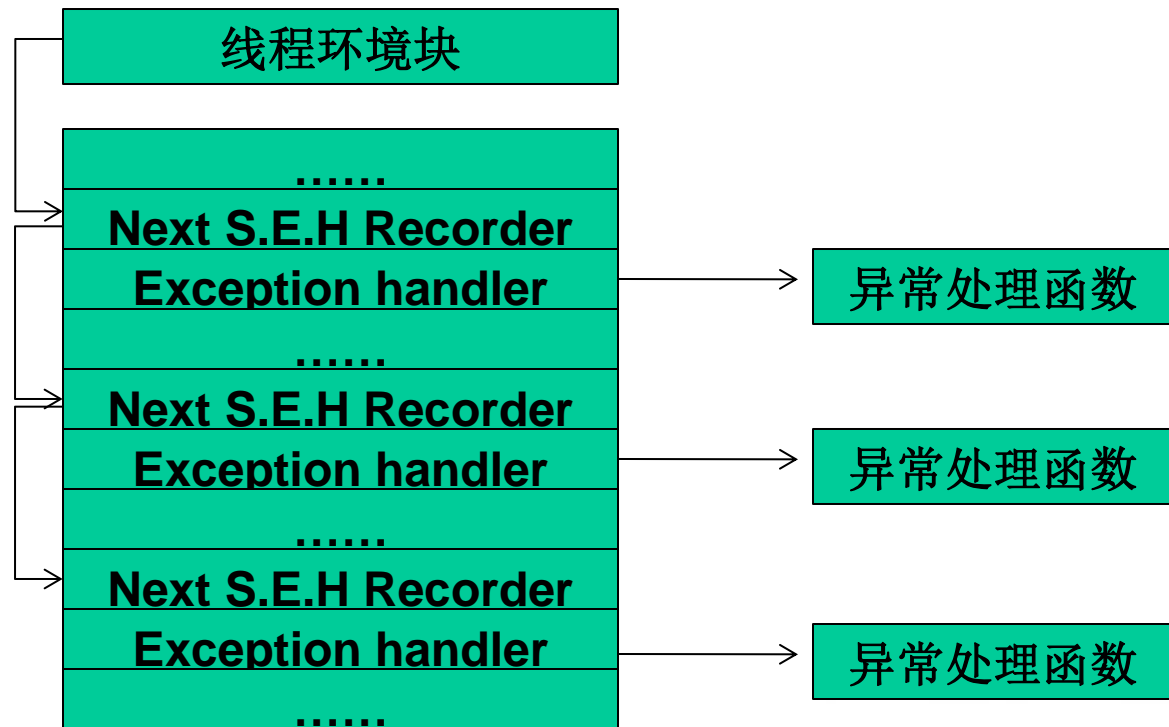 线程环境块
……
Next S.E.H Recorder
Exception handler
异常处理函数
……
Next S.E.H Recorder
Exception handler
异常处理函数
……
Next S.E.H Recorder
Exception handler
异常处理函数
……